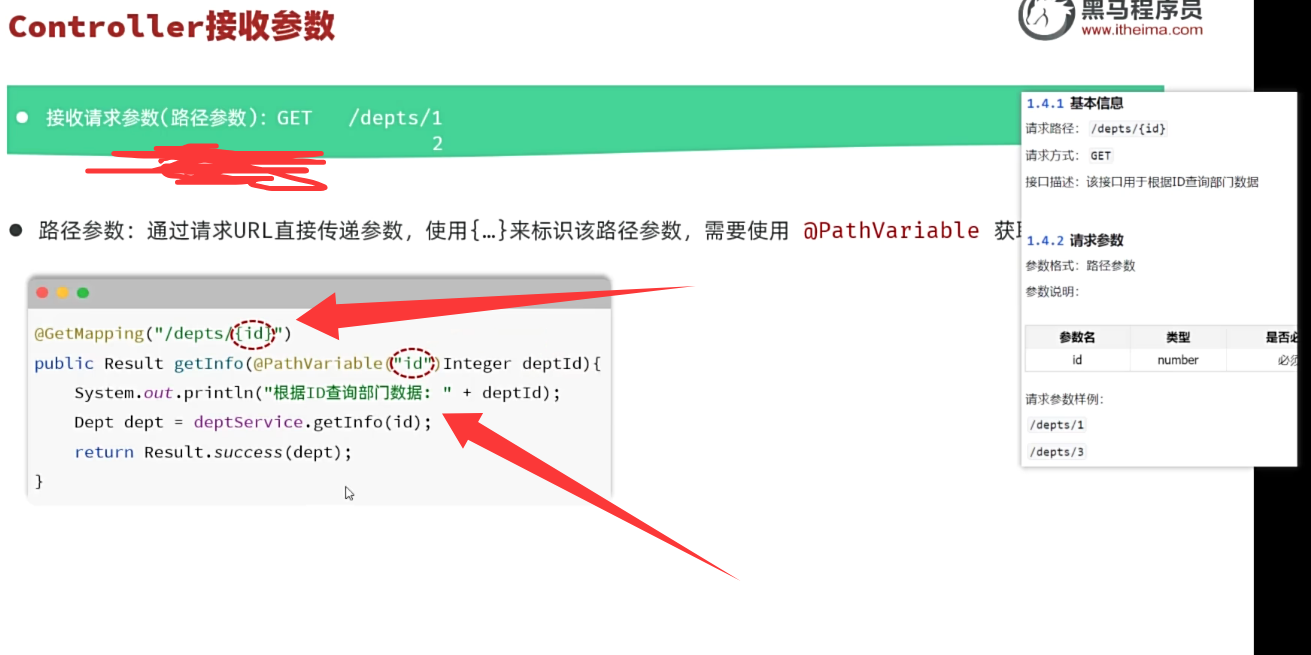 Controller接收参数
黑马程序员
www.itheima.com
接收请求参数(路径参数)：GET /depts/1
2
路径参数：通过请求URL直接传递参数，使用{…}来标识该路径参数，需要使用 @PathVariable 获
@GetMapping("/depts/{id}")
public Result getInfo(@PathVariable("id")Integer deptId){
System.out.println("根据ID查询部门数据：" + deptId);
Dept dept = deptService.getInfo(id);
return Result.success(dept);
}
1.4.1 基本信息
请求路径： /depts/{id}
请求方式： GET
接口描述：该接口用于根据ID查询部门数据
1.4.2 请求参数
参数格式：路径参数
参数说明：
参数名 类型 是否必
id number 必须
请求参数样例：
/depts/1
/depts/3